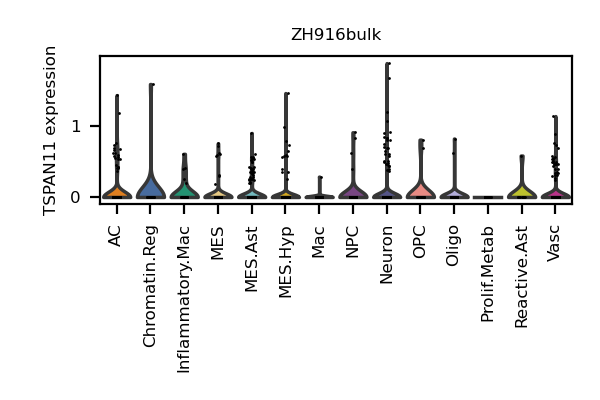 ZH916bulk
TSPAN11 expression
1
0
AC
Chromatin.Reg
Inflammatory.Mac
MES
MES.Ast
MES.Hyp
Mac
NPC
Neuron
OPC
Oligo
Prolif.Metab
Reactive.Ast
Vasc